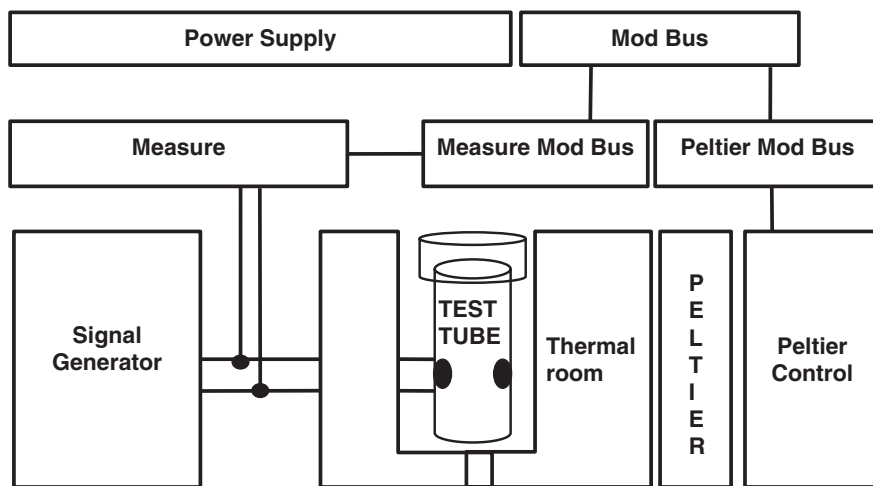 Power Supply
Mod Bus
Measure
Measure Mod Bus
Peltier Mod Bus
Signal
Generator
TEST
TUBE
Thermal
room
PELTIER
Peltier
Control